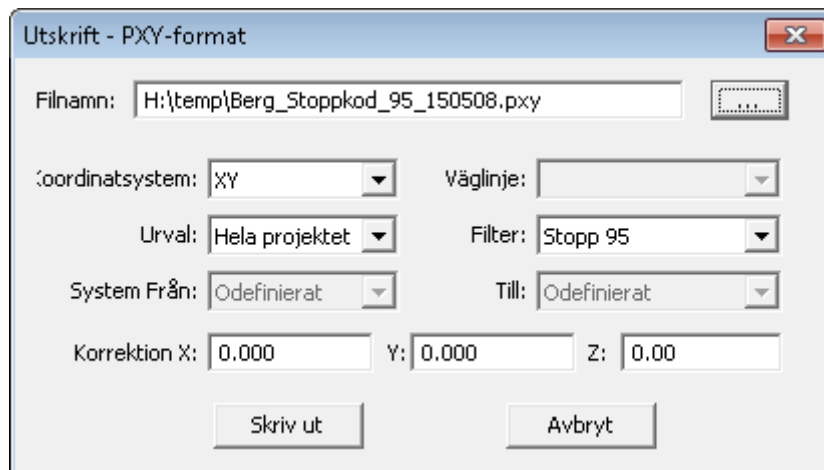 Utskrift - PXY-format
Filnamn: H:\temp\Berg_Stoppkod_95_150508.pxy ...
:oordinatsystem: XY Väglinje:
Urval: Hela projektet Filter: Stopp 95
System Från: Odefinierat Till: Odefinierat
Korrektion X: 0.000 Y: 0.000 Z: 0.00
Skriv ut Avbryt